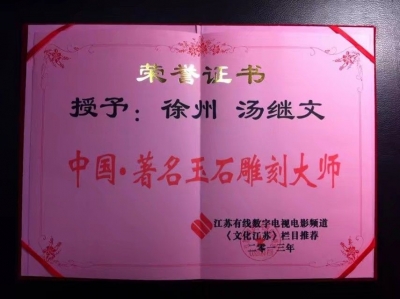 荣誉证书
授予：徐州 汤继文
中国·著名玉石雕刻大师
江苏有线数字电视电影频道
《文化江苏》栏目推荐
二零一三年